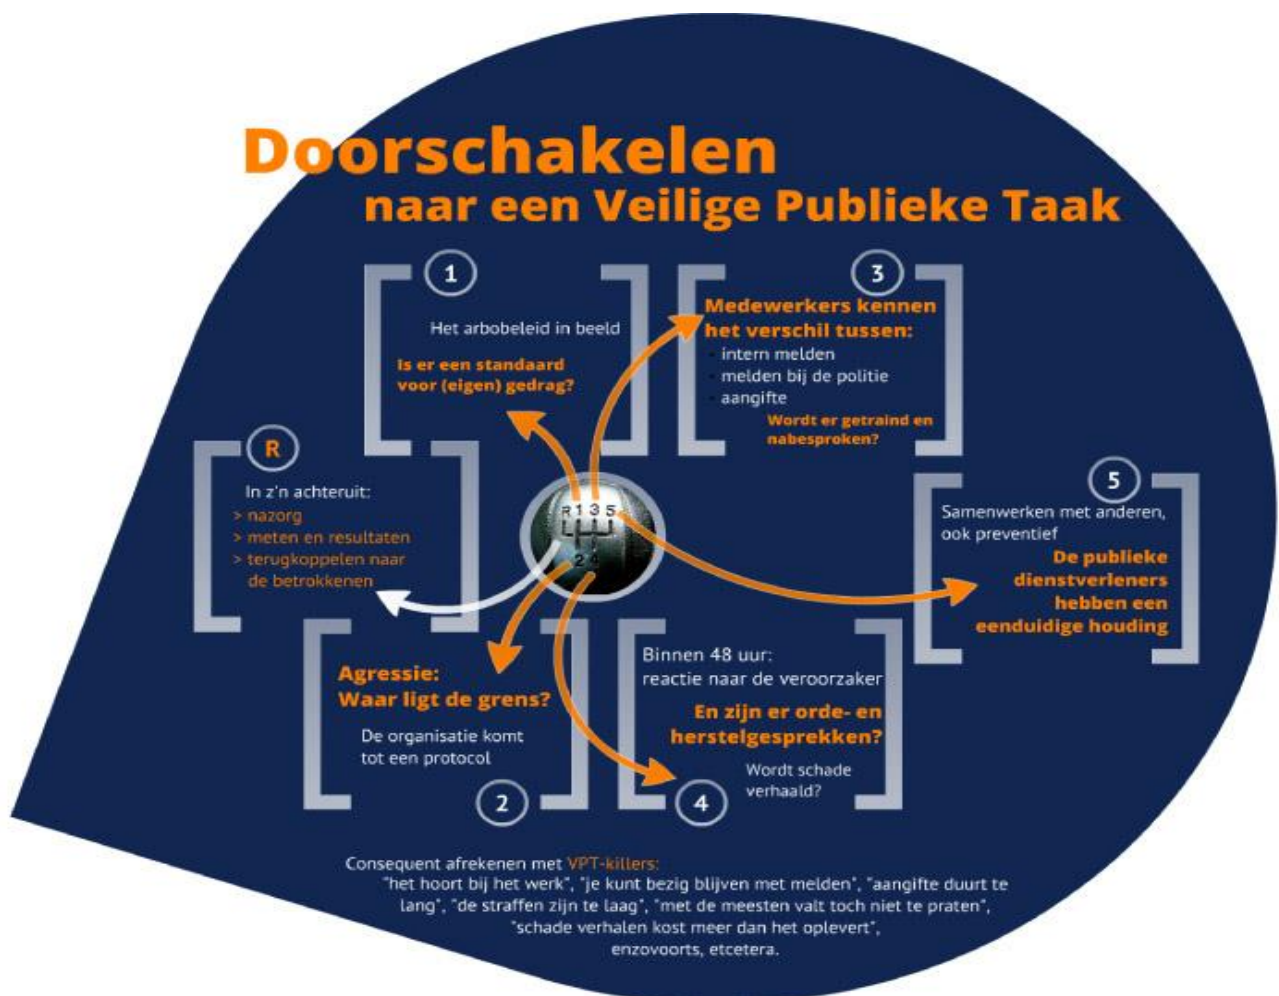 Doorschakelen
naar een Veilige Publieke Taak
1
Het arbobeleid in beeld
Is er een standaard
voor (eigen) gedrag?
3
Medewerkers kennen
het verschil tussen:
- intern melden
- melden bij de politie
- aangifte
Wordt er getraind en
nabesproken?
R
In z'n achteruit:
> nazorg
> meten en resultaten
> terugkoppelen naar
de betrokkenen
R 1 3 5
2 4
5
Samenwerken met anderen,
ook preventief
De publieke
dienstverleners
hebben een
eenduidige houding
Agressie:
Waar ligt de grens?
De organisatie komt
tot een protocol
2
Binnen 48 uur:
reactie naar de veroorzaker
En zijn er orde- en
herstelgesprekken?
Wordt schade
verhaald?
4
Consequent afrekenen met VPT-killers:
"het hoort bij het werk", "je kunt bezig blijven met melden", "aangifte duurt te
lang", "de straffen zijn te laag", "met de meesten valt toch niet te praten",
"schade verhalen kost meer dan het oplevert",
enzovoorts, etcetera.